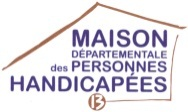 MAISON
DÉPARTEMENTALE
des PERSONNES
HANDICAPÉES
13